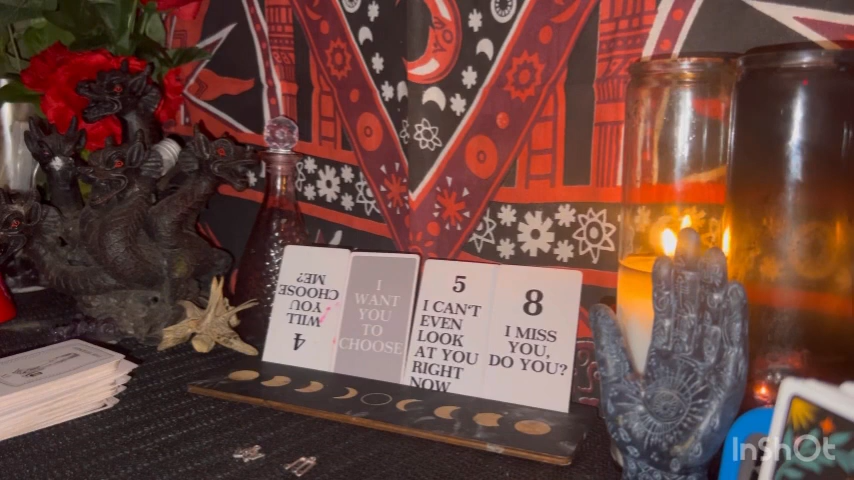 4
WILL
YOU
CHOOSE
ME?
I
WANT
YOU
TO
CHOOSE
5
I CAN'T
EVEN
LOOK
AT YOU
RIGHT
NOW
8
I MISS
YOU,
DO YOU?
InShOt